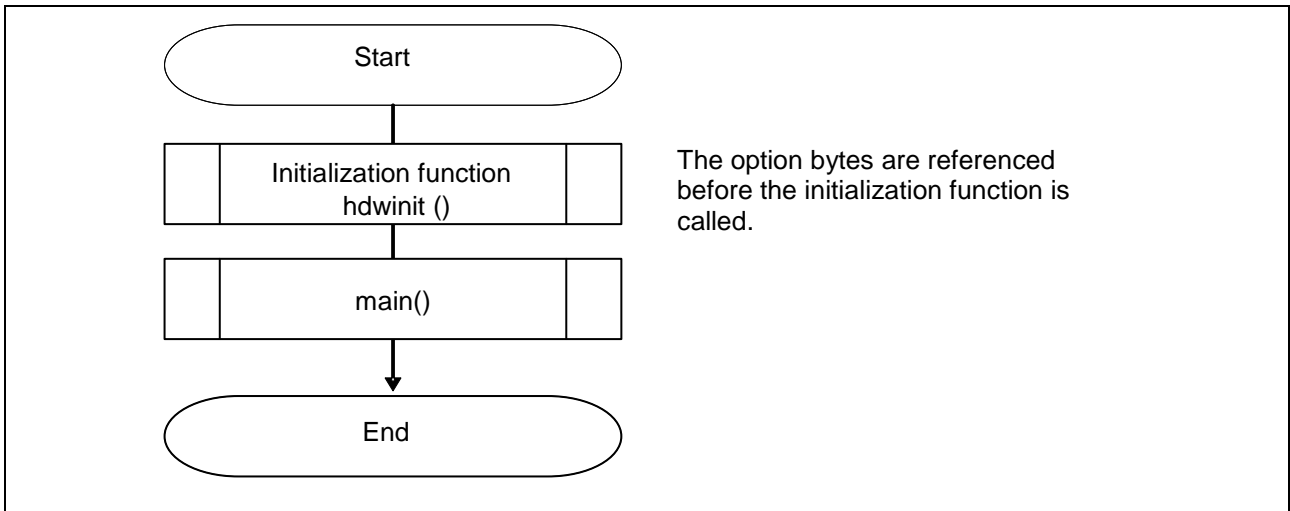 Start
Initialization function
hdwinit ()
The option bytes are referenced
before the initialization function is
called.
main()
End